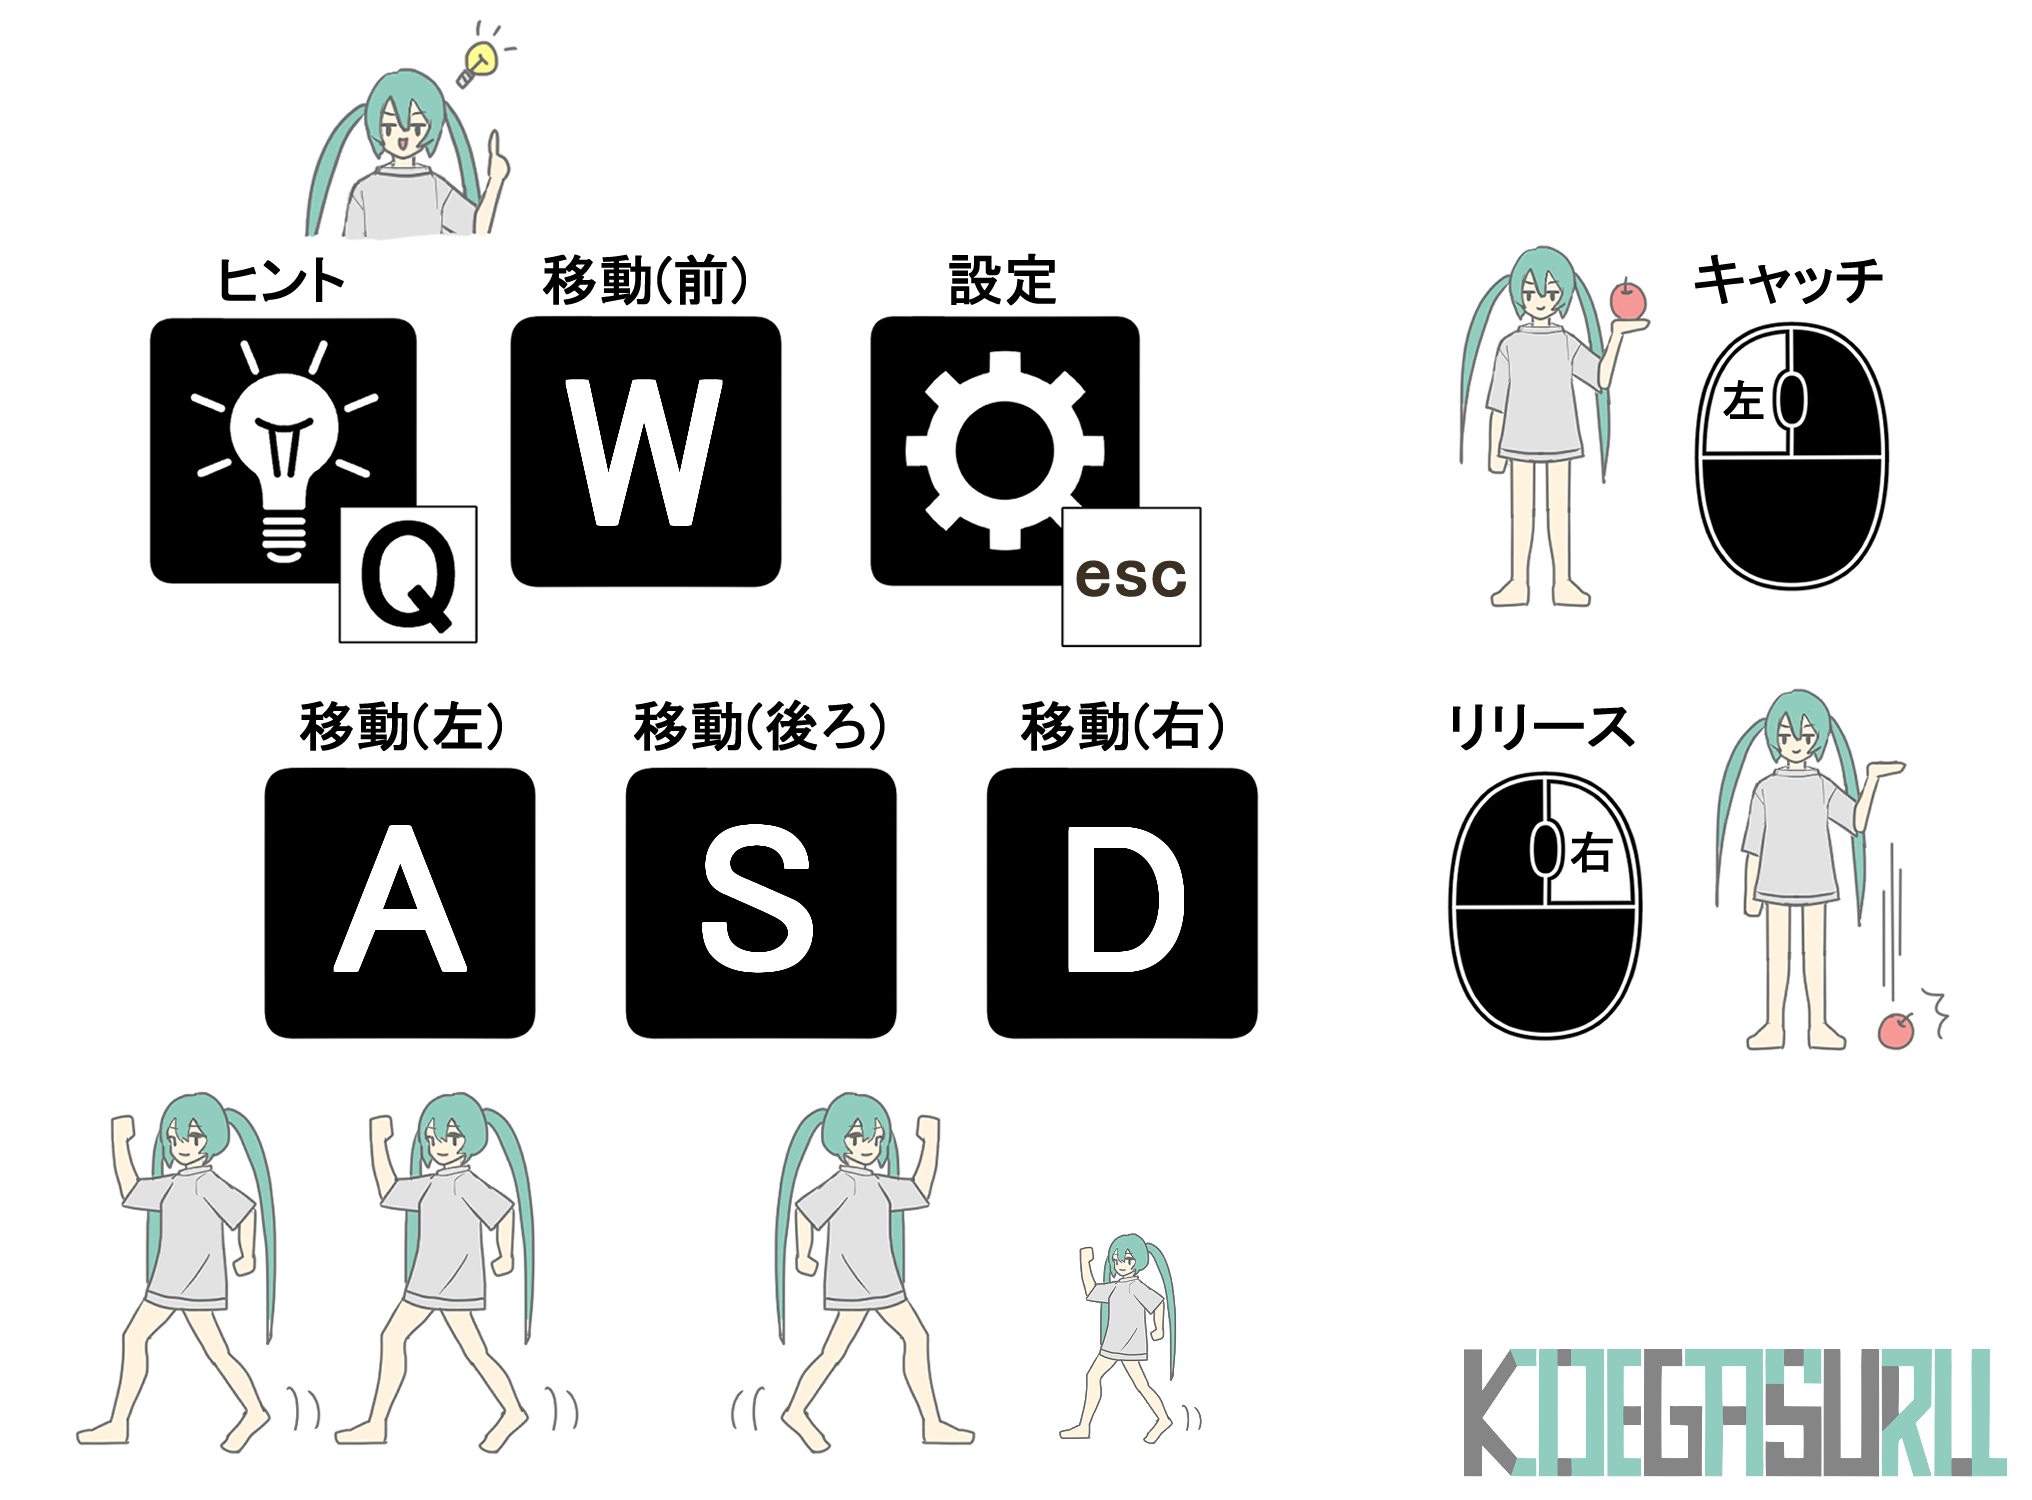 ヒント
移動(前)
設定
キャッチ
W
左
Q
esc
移動(左)
移動(後ろ)
移動(右)
リリース
A
S
D
右
KOEGASURU